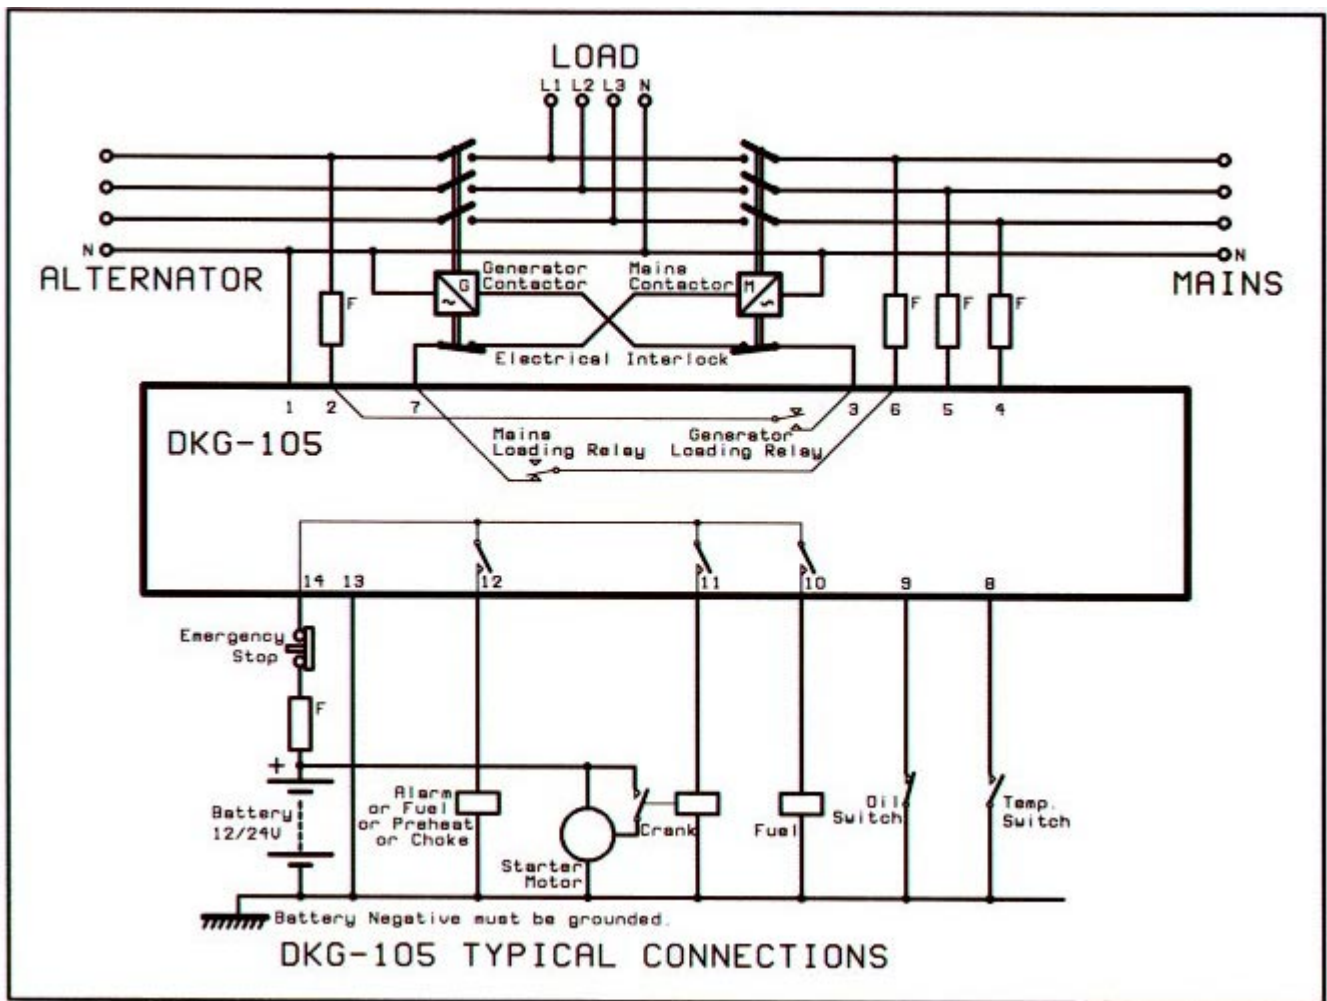 LOAD
L1 L2 L3 N
N
N
ALTERNATOR
MAINS
Generator
Contactor
Mains
Contactor
G
M
F
F
F
F
Electrical Interlock
1 2 7 3 6 5 4
DKG-105
Mains
Loading Relay
Generator
Loading Relay
14 13 12 11 10 9 8
Emergency
Stop
F
+
Battery
12/24V
Alarm
or Fuel
or Preheat
or Choke
Starter
Motor
Crank
Fuel
Oil
Switch
Temp.
Switch
Battery Negative must be grounded.
DKG-105 TYPICAL CONNECTIONS